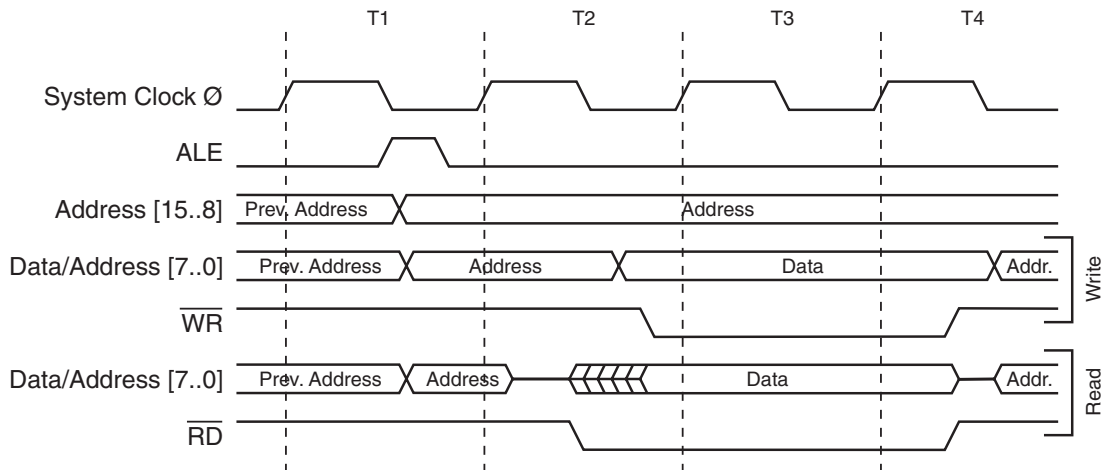 T1 T2 T3 T4
System Clock Ø
ALE
Address [15..8] Prev. Address Address
Data/Address [7..0] Prev. Address Address Data Addr.
WR
Write
Data/Address [7..0] Prev. Address Address Data Addr.
RD
Read